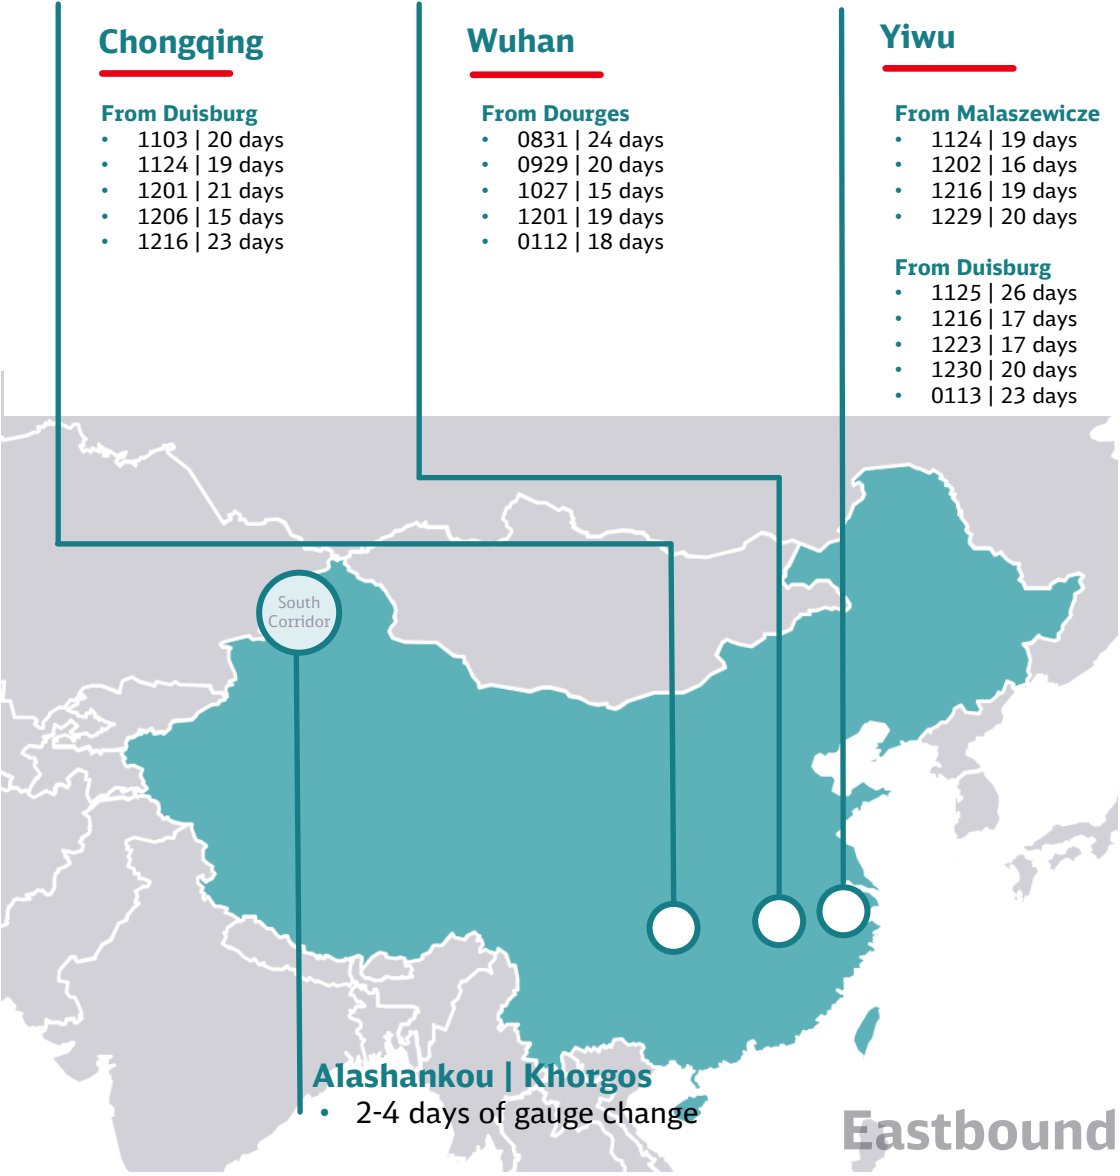 Chongqing
From Duisburg
• 1103 | 20 days
• 1124 | 19 days
• 1201 | 21 days
• 1206 | 15 days
• 1216 | 23 days
Wuhan
From Dourges
• 0831 | 24 days
• 0929 | 20 days
• 1027 | 15 days
• 1201 | 19 days
• 0112 | 18 days
Yiwu
From Malaszewicze
• 1124 | 19 days
• 1202 | 16 days
• 1216 | 19 days
• 1229 | 20 days
From Duisburg
• 1125 | 26 days
• 1216 | 17 days
• 1223 | 17 days
• 1230 | 20 days
• 0113 | 23 days
South
Corridor
Alashankou | Khorgos
• 2-4 days of gauge change
Eastbound